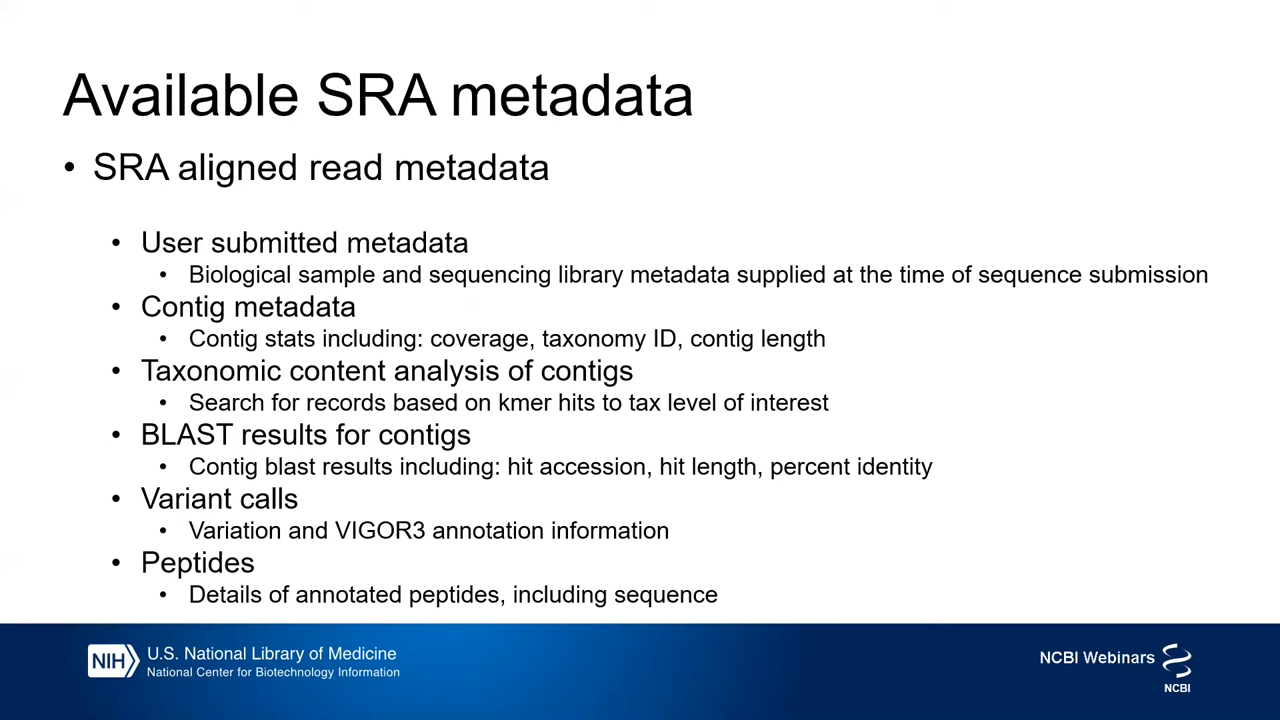 Available SRA metadata
• SRA aligned read metadata
• User submitted metadata
• Biological sample and sequencing library metadata supplied at the time of sequence submission
• Contig metadata
• Contig stats including: coverage, taxonomy ID, contig length
• Taxonomic content analysis of contigs
• Search for records based on kmer hits to tax level of interest
• BLAST results for contigs
• Contig blast results including: hit accession, hit length, percent identity
• Variant calls
• Variation and VIGOR3 annotation information
• Peptides
• Details of annotated peptides, including sequence
NIH U.S. National Library of Medicine
National Center for Biotechnology Information
NCBI Webinars
NCBI